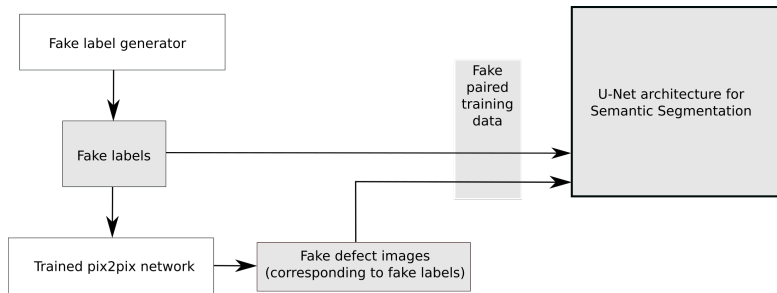 Fake label generator
Fake
paired
training
data
U-Net architecture for
Semantic Segmentation
Fake labels
Trained pix2pix network
Fake defect images
(corresponding to fake labels)